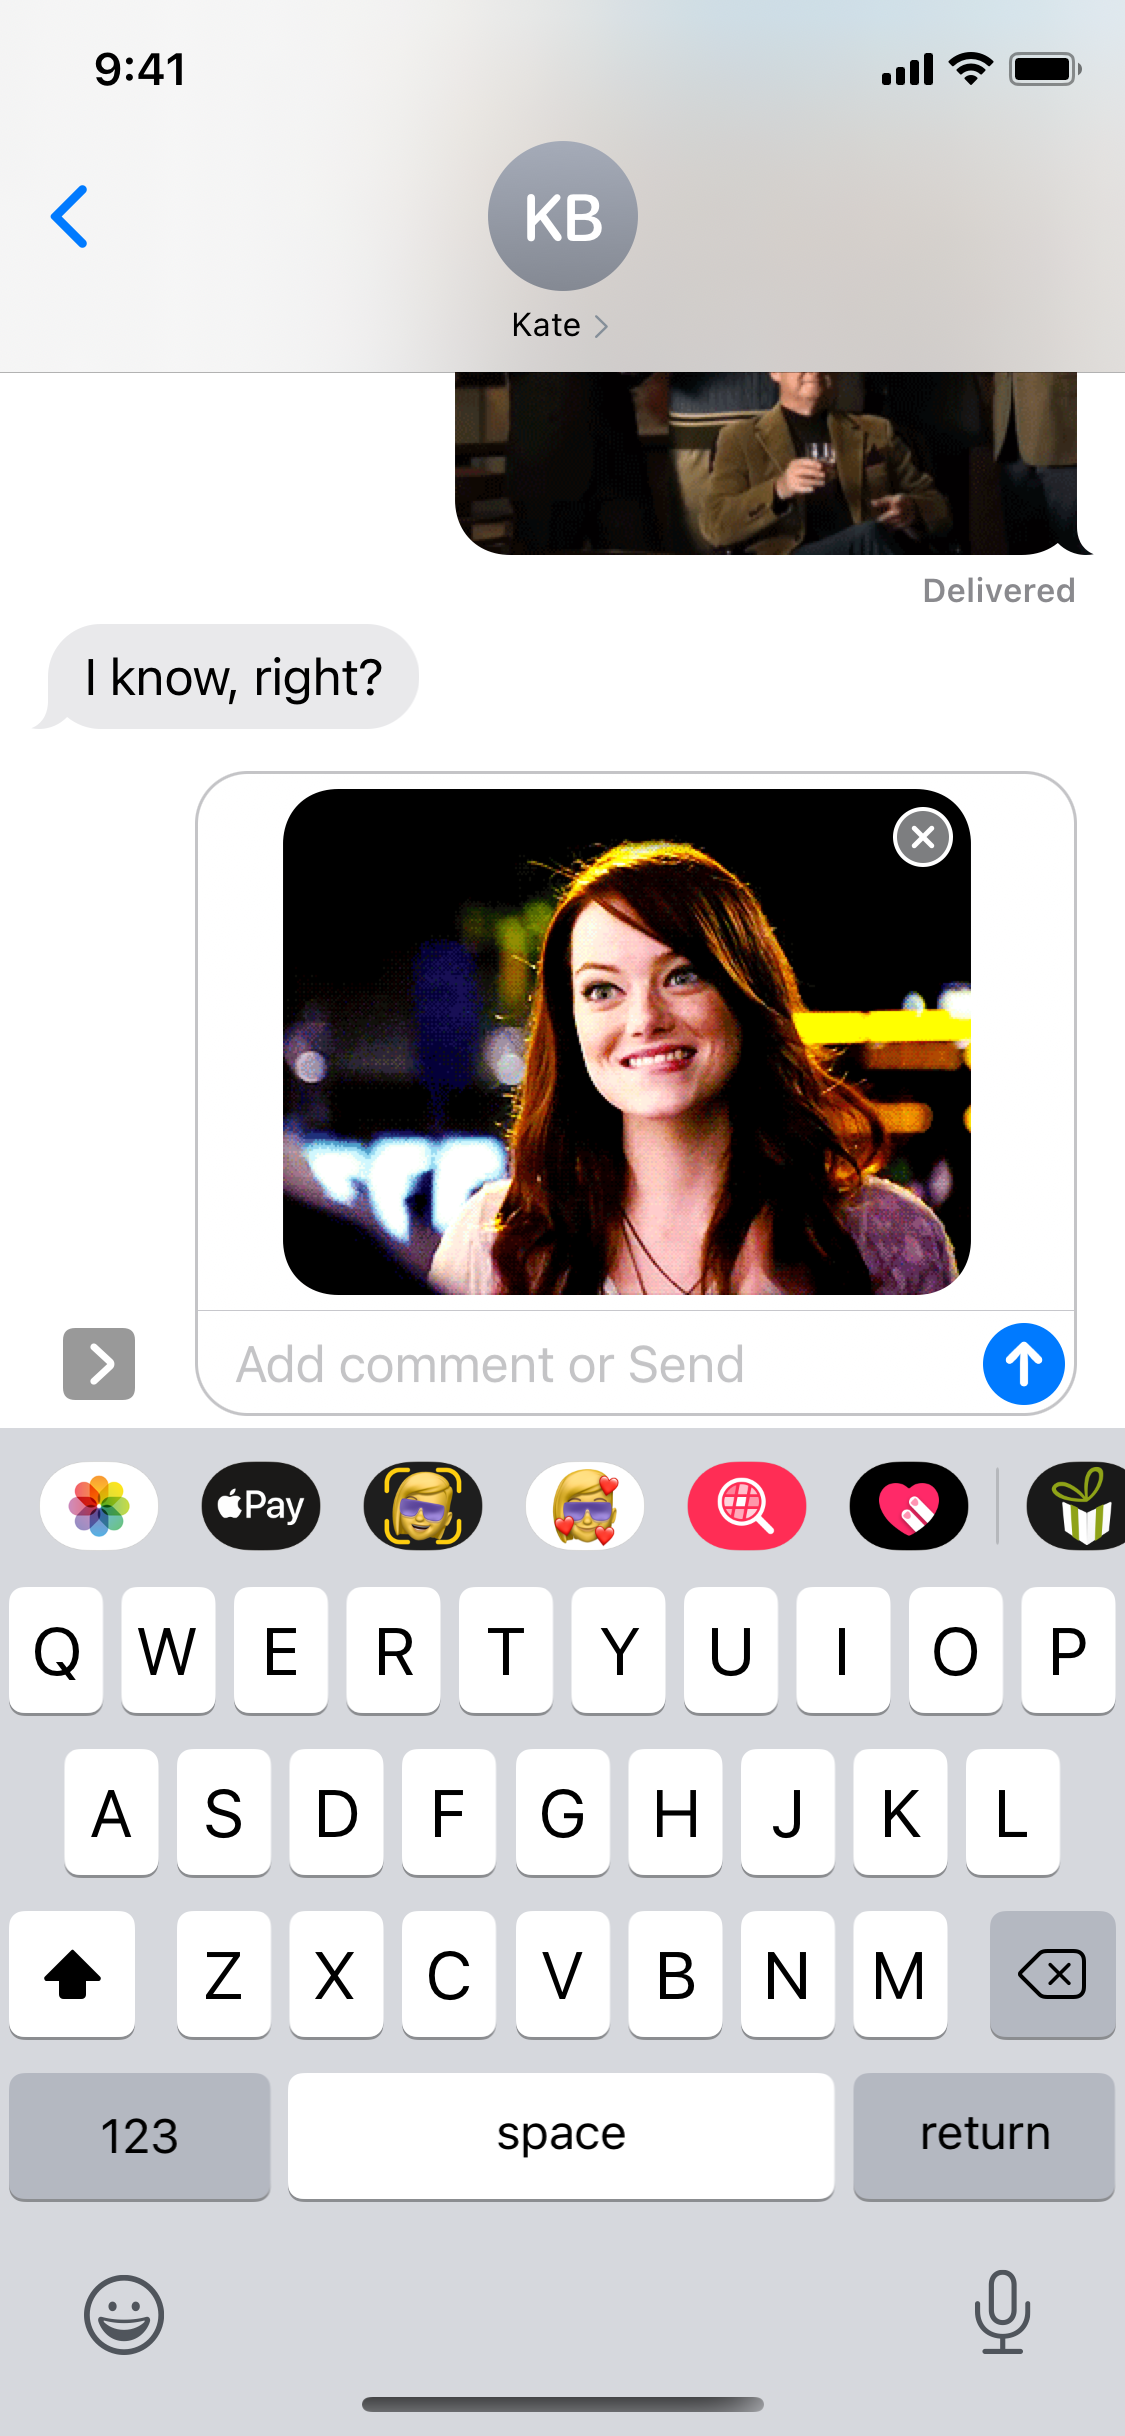 9:41
KB
Kate
Delivered
I know, right?
Add comment or Send
Pay
Q W E R T Y U I O P
A S D F G H J K L
Z X C V B N M
123 space return